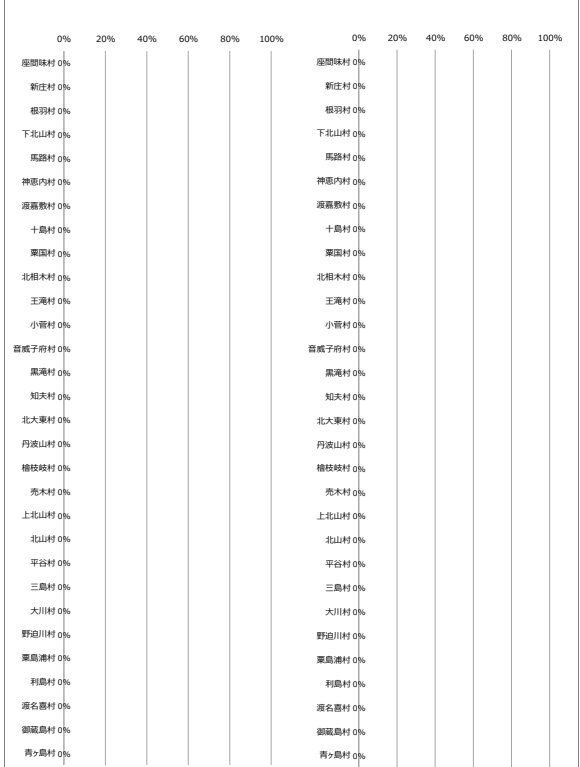 0% 20% 40% 60% 80% 100%
座間味村 0%
新庄村 0%
根羽村 0%
下北山村 0%
馬路村 0%
神恵内村 0%
渡嘉敷村 0%
十島村 0%
粟国村 0%
北相木村 0%
王滝村 0%
小菅村 0%
音威子府村 0%
黒滝村 0%
知夫村 0%
北大東村 0%
丹波山村 0%
檜枝岐村 0%
売木村 0%
上北山村 0%
北山村 0%
平谷村 0%
三島村 0%
大川村 0%
野迫川村 0%
粟島浦村 0%
利島村 0%
渡名喜村 0%
御蔵島村 0%
青ヶ島村 0%
0% 20% 40% 60% 80% 100%
座間味村 0%
新庄村 0%
根羽村 0%
下北山村 0%
馬路村 0%
神恵内村 0%
渡嘉敷村 0%
十島村 0%
粟国村 0%
北相木村 0%
王滝村 0%
小菅村 0%
音威子府村 0%
黒滝村 0%
知夫村 0%
北大東村 0%
丹波山村 0%
檜枝岐村 0%
売木村 0%
上北山村 0%
北山村 0%
平谷村 0%
三島村 0%
大川村 0%
野迫川村 0%
粟島浦村 0%
利島村 0%
渡名喜村 0%
御蔵島村 0%
青ヶ島村 0%